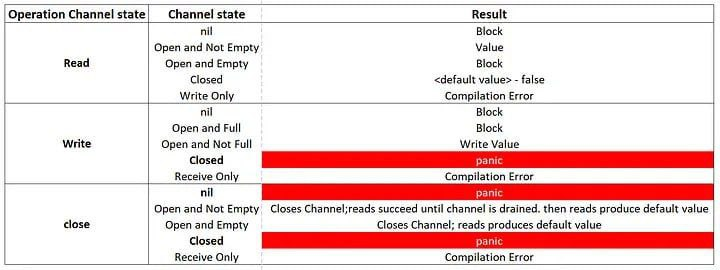 Operation Channel state Channel state Result
Read
nil Block
Open and Not Empty Value
Open and Empty Block
Closed <default value> - false
Write Only Compilation Error
Write
nil Block
Open and Full Block
Open and Not Full Write Value
Closed panic
Receive Only Compilation Error
close
nil panic
Open and Not Empty Closes Channel;reads succeed until channel is drained. then reads produce default value
Open and Empty Closes Channel; reads produces default value
Closed panic
Receive Only Compilation Error